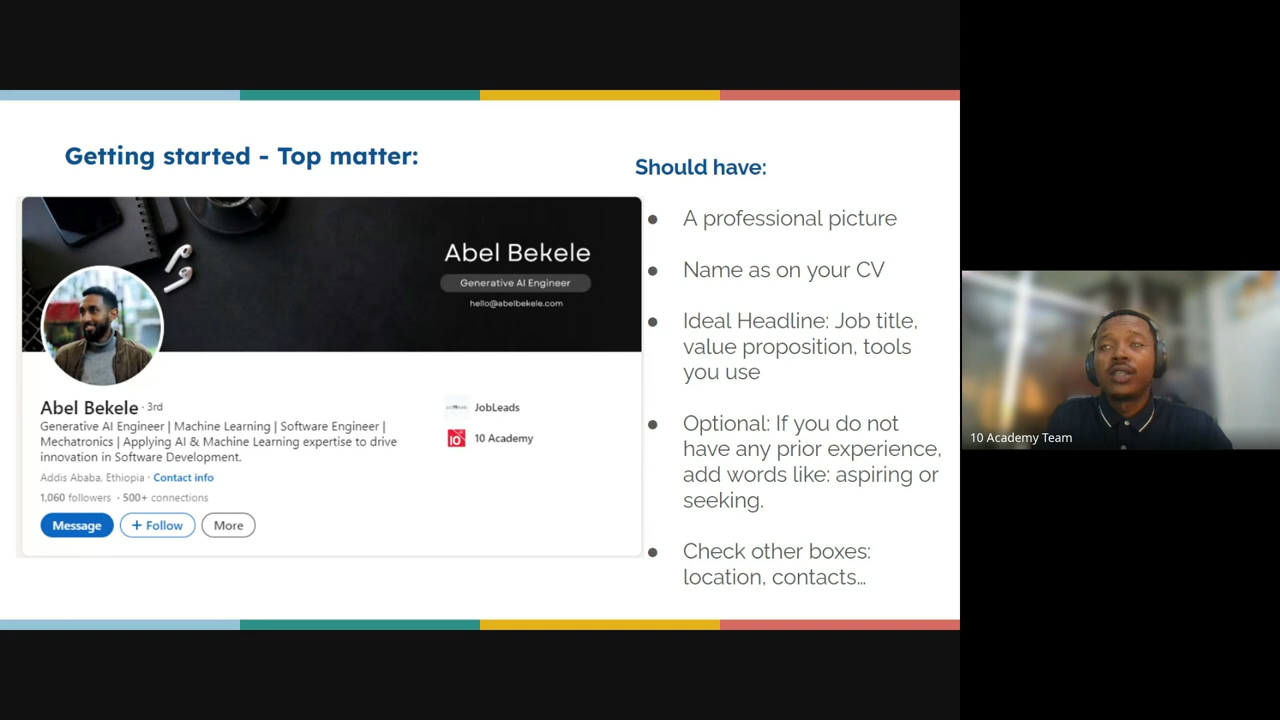 Getting started - Top matter:
Abel Bekele
Generative AI Engineer
hello@abelbekele.com
Abel Bekele · 3rd
Generative AI Engineer | Machine Learning | Software Engineer |
Mechatronics | Applying AI & Machine Learning expertise to drive
innovation in Software Development.
Addis Ababa, Ethiopia · Contact info
1,060 followers · 500+ connections
Message
+ Follow
More
JobLeads
10 Academy
Should have:
● A professional picture
● Name as on your CV
● Ideal Headline: Job title,
value proposition, tools
you use
● Optional: If you do not
have any prior experience,
add words like: aspiring or
seeking.
● Check other boxes:
location, contacts…
10 Academy Team